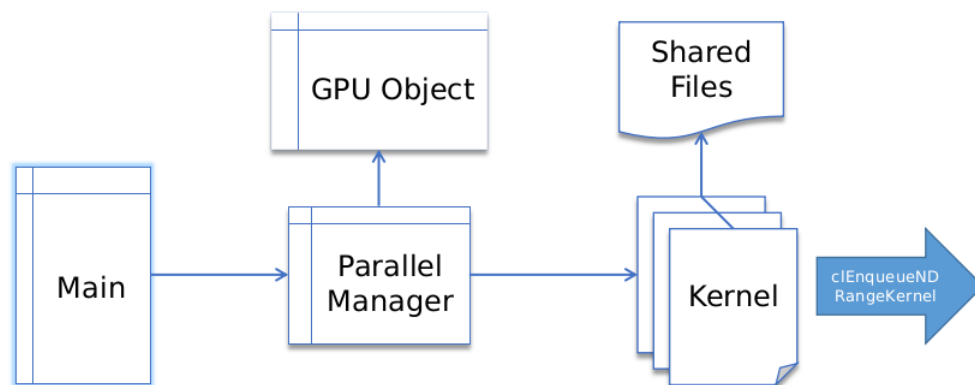 GPU Object
Shared
Files
Main
Parallel
Manager
Kernel
clEnqueueND
RangeKernel